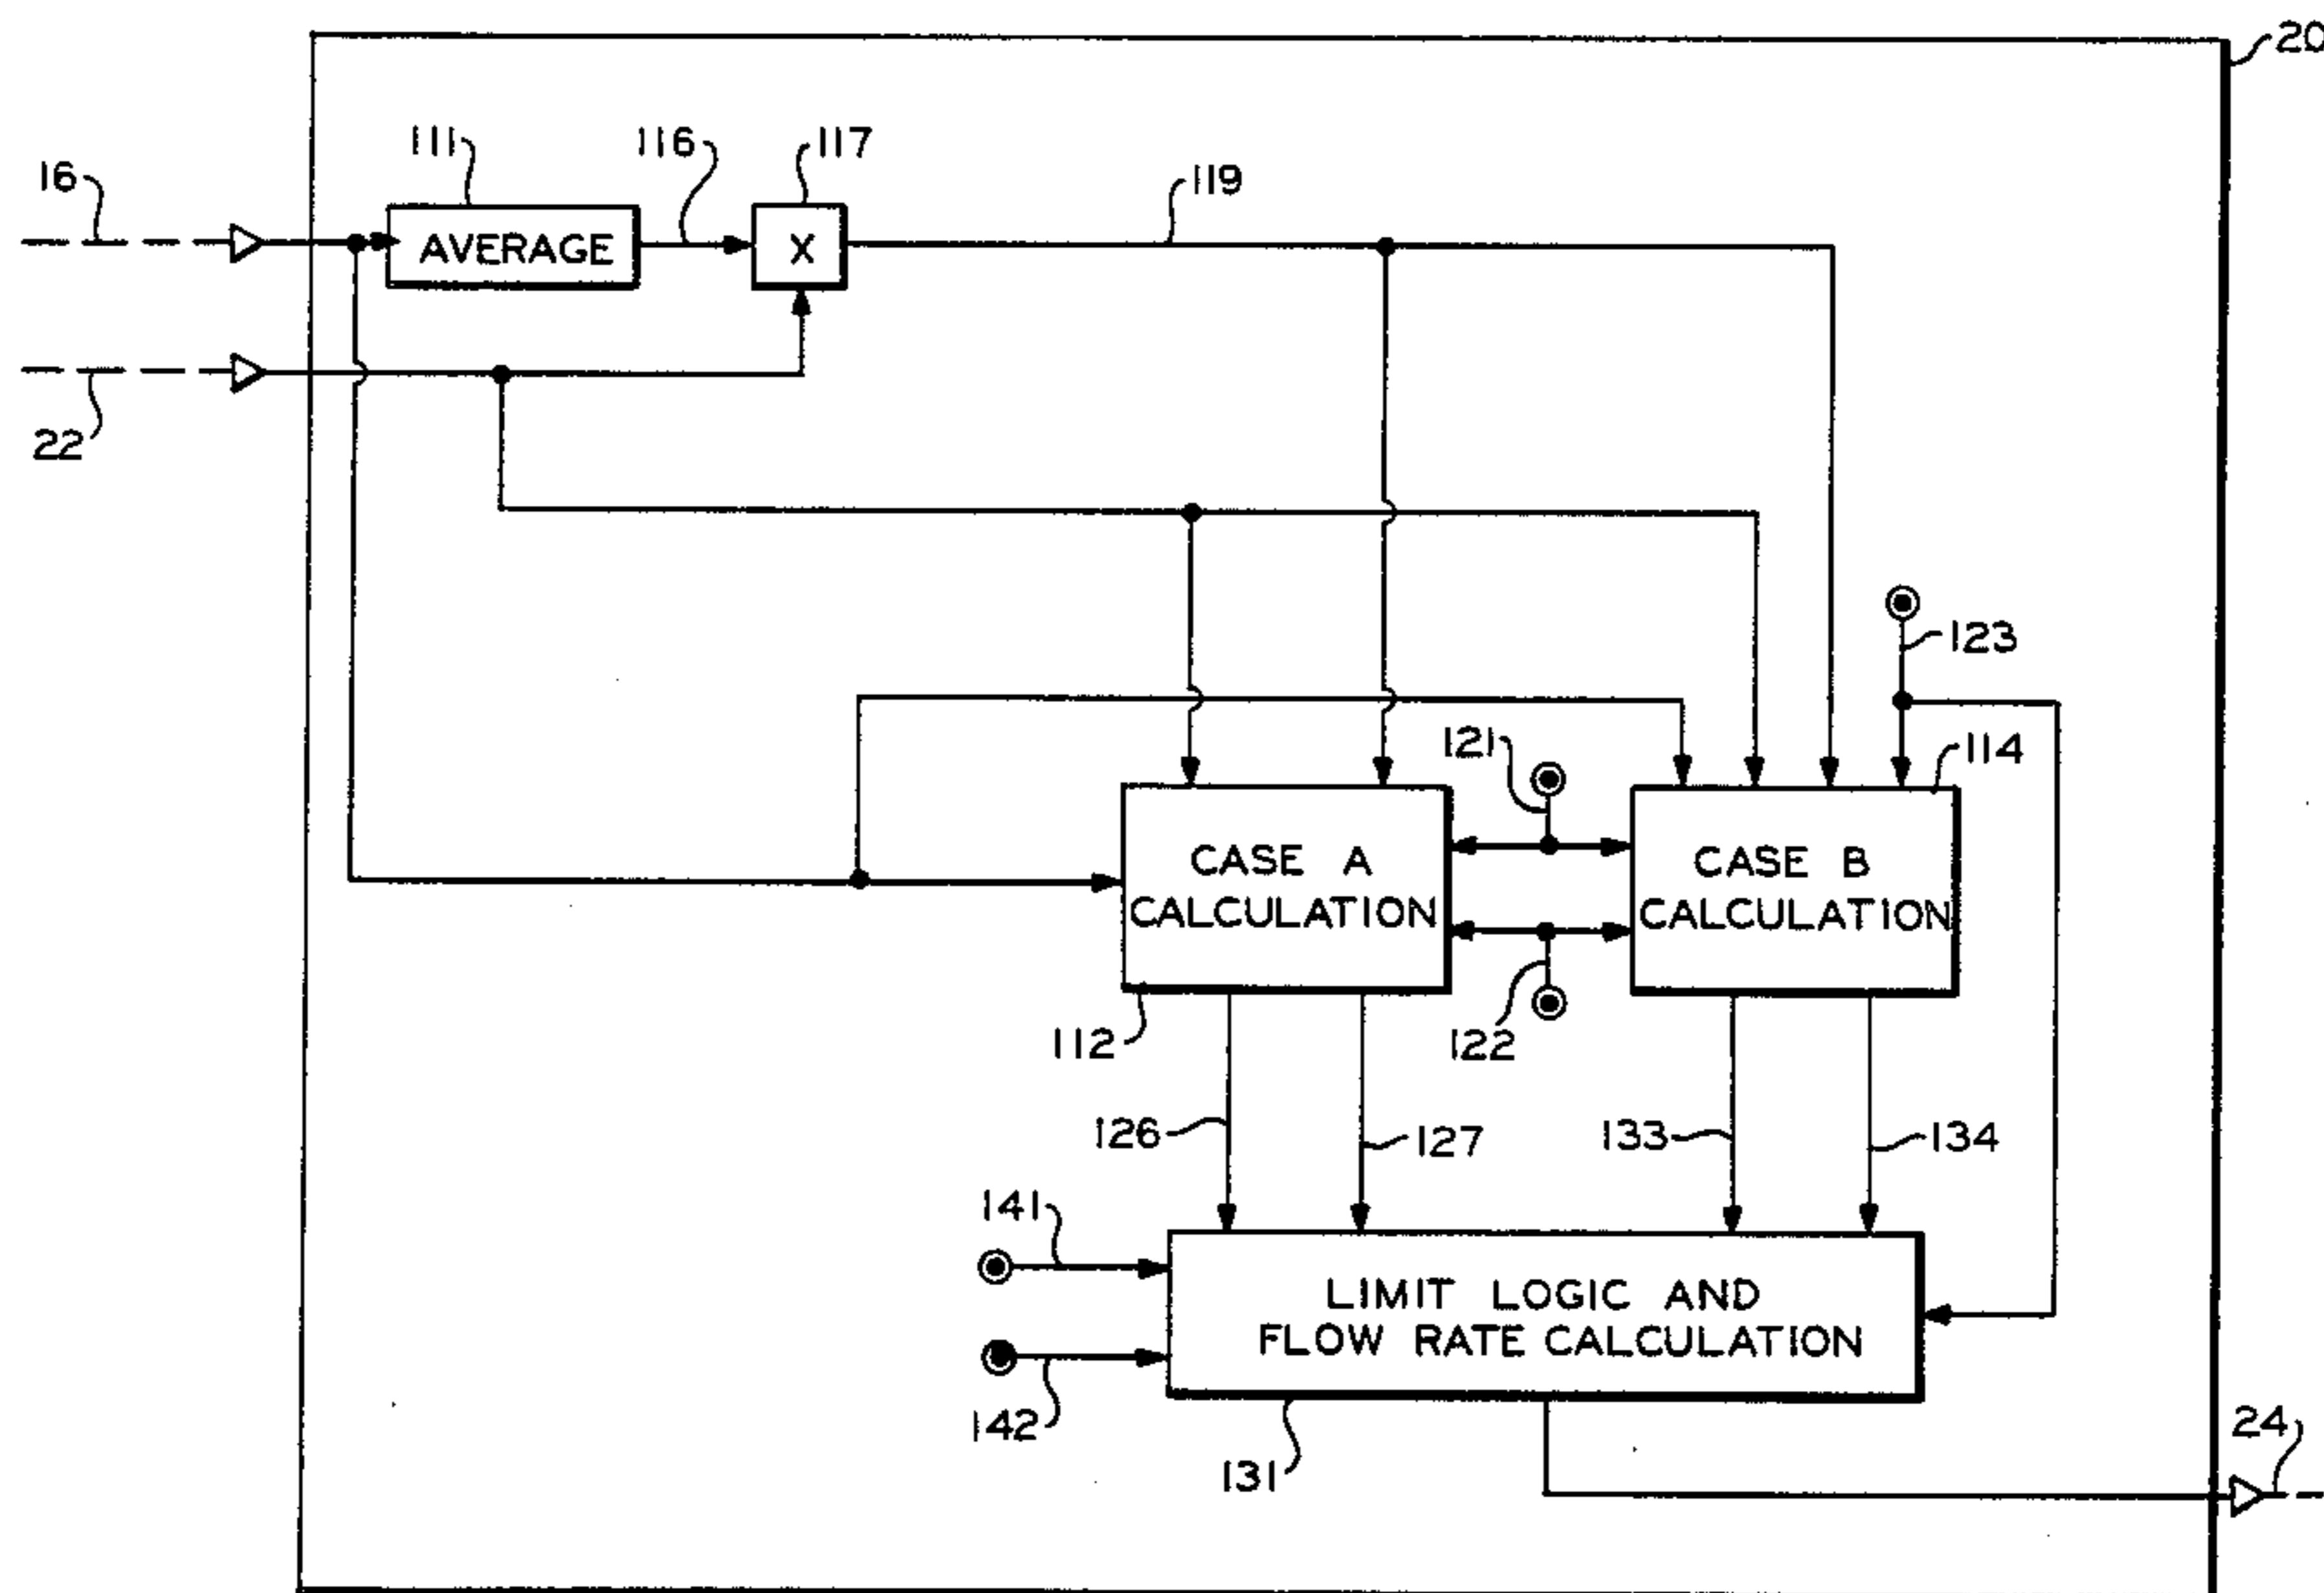 20
111
116
117
16
119
AVERAGE
X
22
123
121
114
CASE A
CALCULATION
CASE B
CALCULATION
112
122
126
127
133
134
141
LIMIT LOGIC AND
FLOW RATE CALCULATION
142
131
24